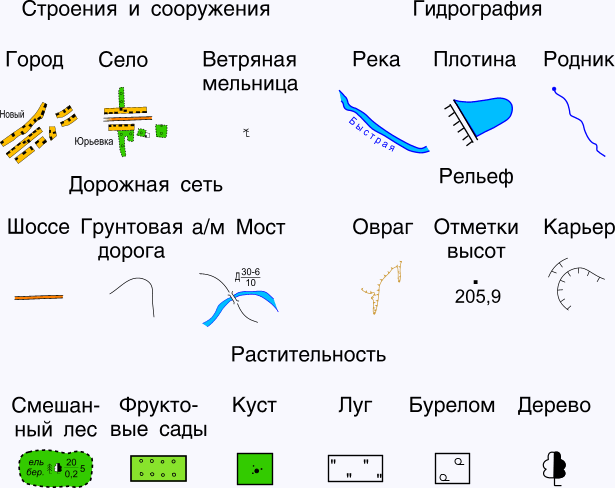 Строения и сооружения
Гидрография
Город
Село
Ветряная
мельница
Река
Плотина
Родник
Новый
Юрьевка
Быстрая
Дорожная сеть
Рельеф
Шоссе
Грунтовая а/м
дорога
Мост
Овраг
Отметки
высот
Карьер
Д 30-6
10
205,9
Растительность
Смешан-
ный лес
Фрукто-
вые сады
Куст
Луг
Бурелом
Дерево
ель
бер.
20
0,2
5